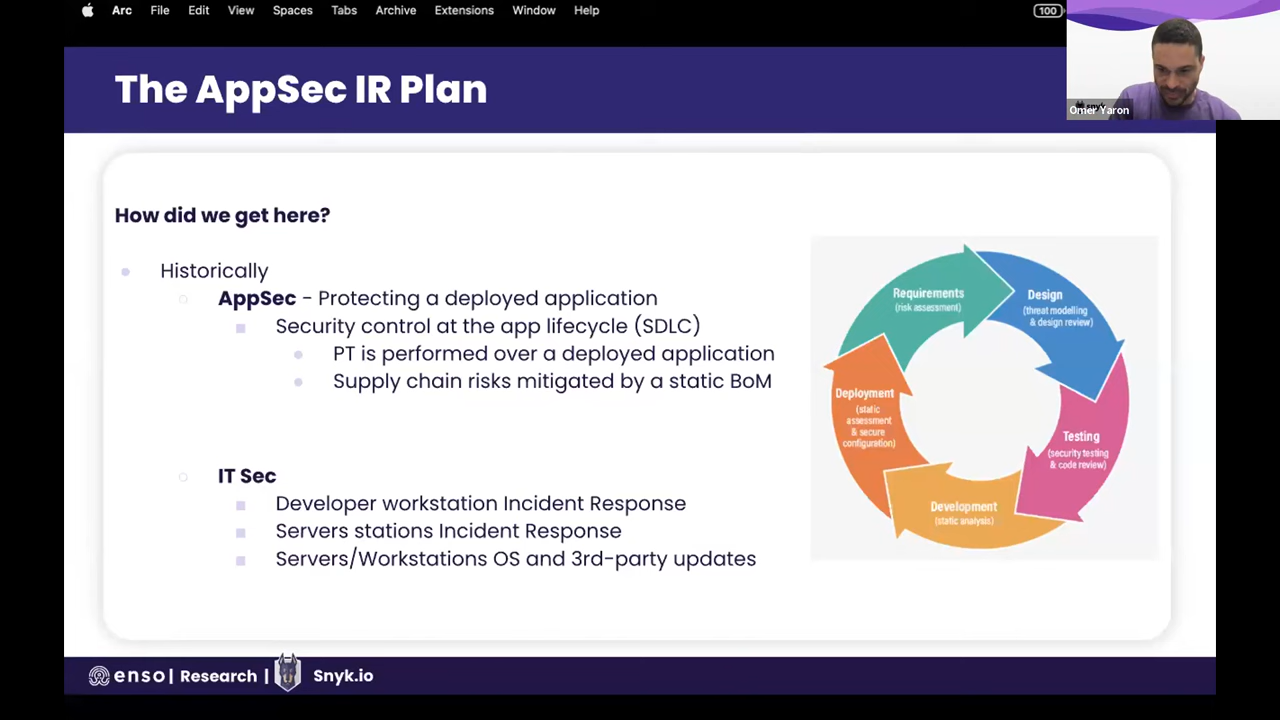 Arc File Edit View Spaces Tabs Archive Extensions Window Help 100
The AppSec IR Plan
Omer Yaron
How did we get here?
Historically
AppSec - Protecting a deployed application
Security control at the app lifecycle (SDLC)
PT is performed over a deployed application
Supply chain risks mitigated by a static BoM
IT Sec
Developer workstation Incident Response
Servers stations Incident Response
Servers/Workstations OS and 3rd-party updates
Requirements
(risk assessment)
Design
(threat modelling
& design review)
Testing
(security testing
& code review)
Development
(static analysis)
Deployment
(static
assessment
& secure
configuration)
enso | Research | Snyk.io